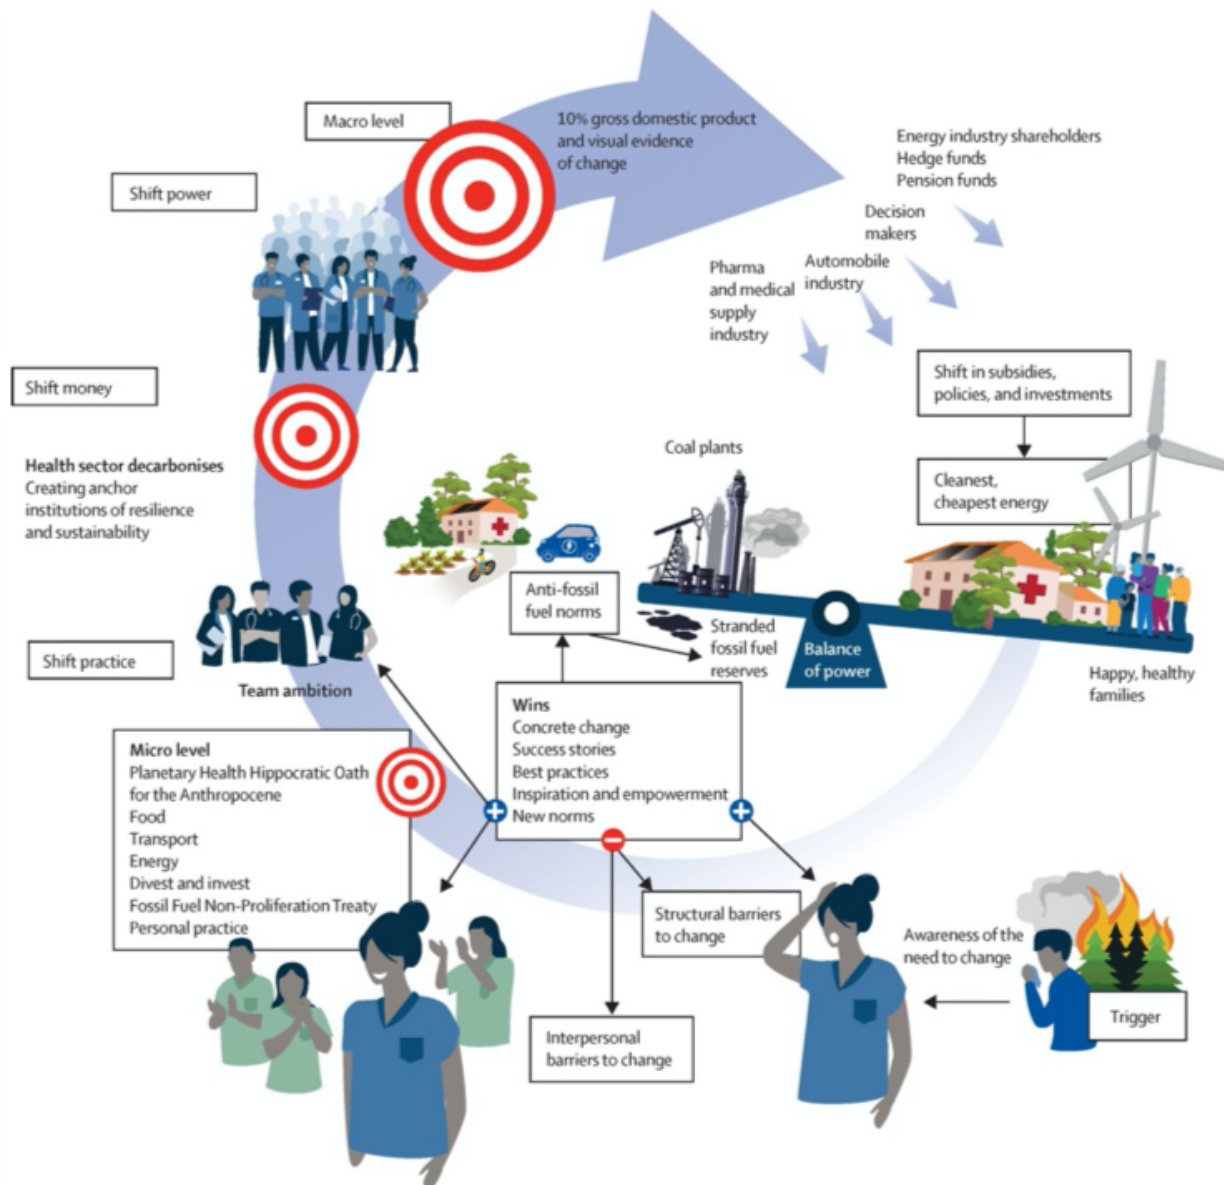 Macro level
10% gross domestic product
and visual evidence
of change
Energy industry shareholders
Hedge funds
Pension funds
Decision
makers
Automobile
industry
Pharma
and medical
supply
industry
Shift power
Shift money
Health sector decarbonises
Creating anchor
institutions of resilience
and sustainability
Shift in subsidies,
policies, and investments
Cleanest,
cheapest energy
Coal plants
Anti-fossil
fuel norms
Stranded
fossil fuel
reserves
Balance
of power
Happy, healthy
families
Shift practice
Team ambition
Wins
Concrete change
Success stories
Best practices
Inspiration and empowerment
New norms
Micro level
Planetary Health Hippocratic Oath
for the Anthropocene
Food
Transport
Energy
Divest and invest
Fossil Fuel Non-Proliferation Treaty
Personal practice
Structural barriers
to change
Interpersonal
barriers to change
Awareness of the
need to change
Trigger